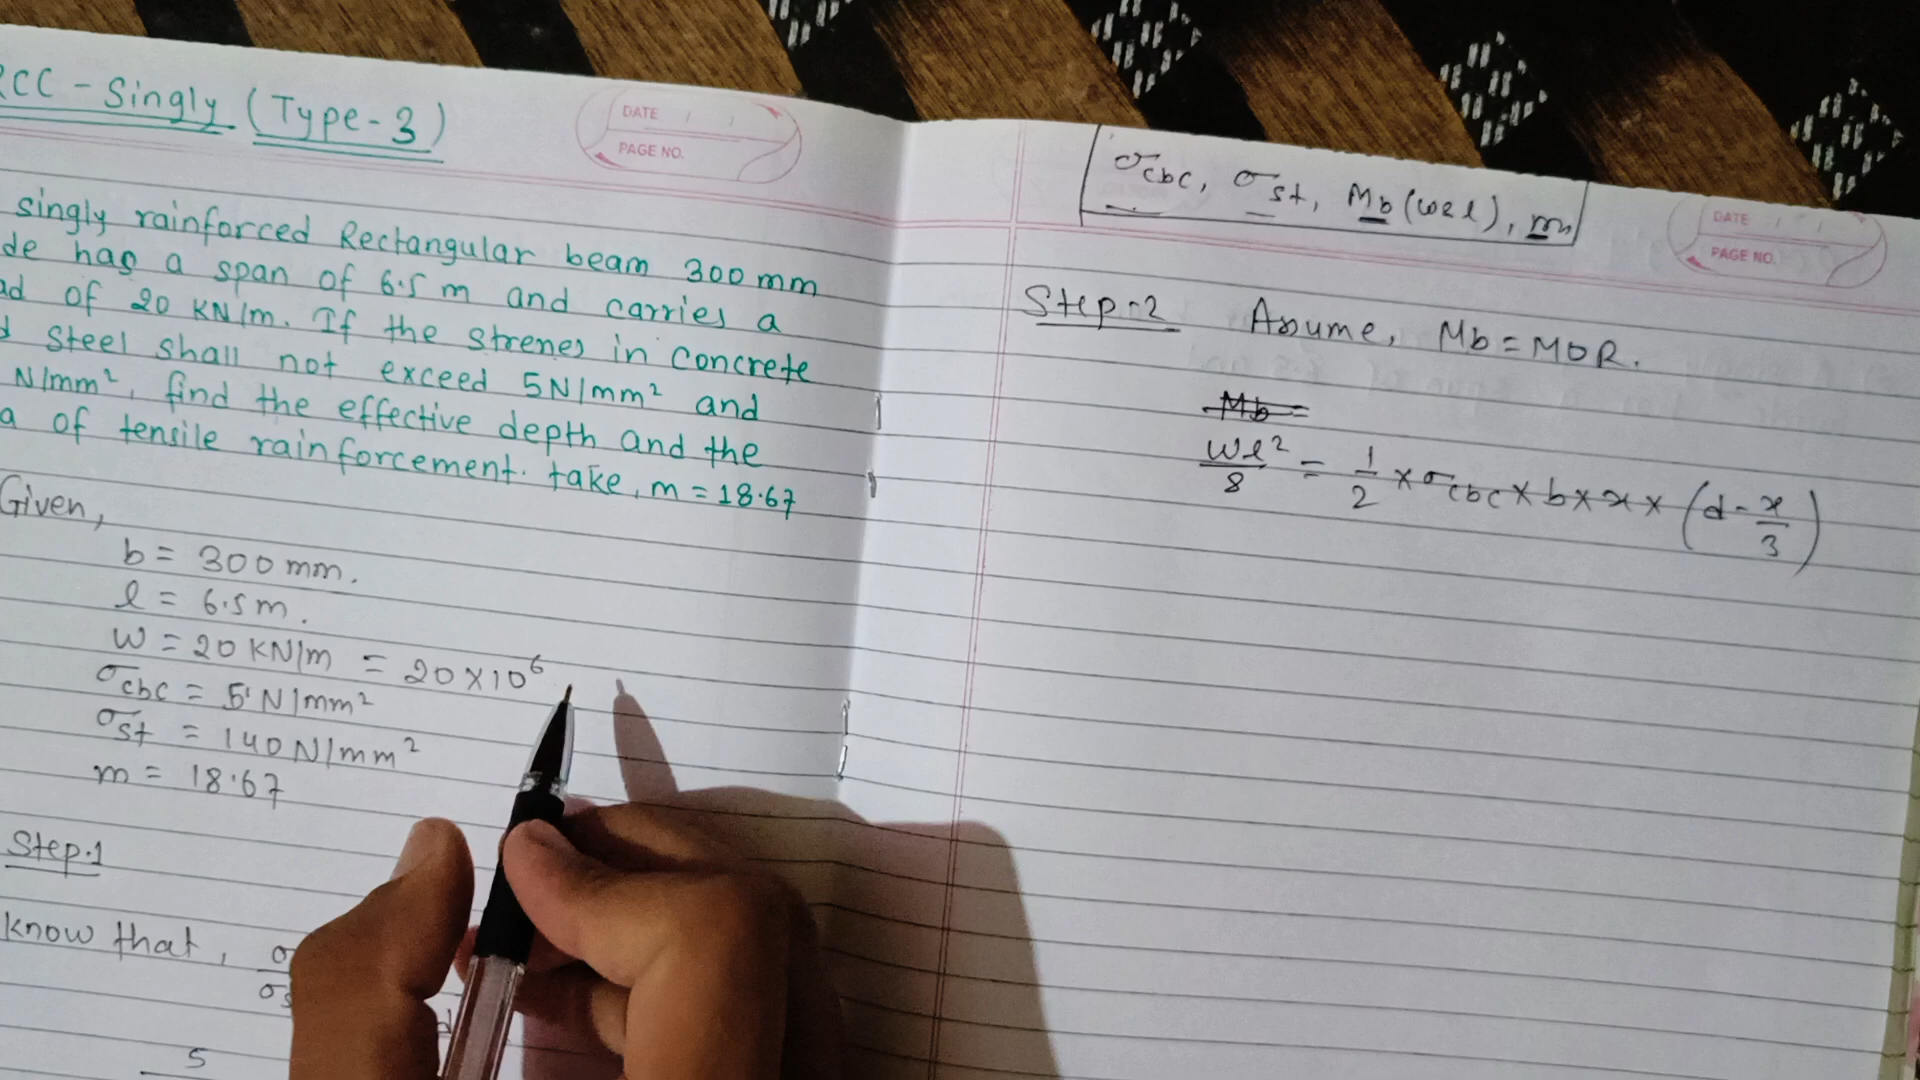 RCC - Singly (Type-3)
DATE / /
PAGE NO.
singly rainforced Rectangular beam 300 mm
de has a span of 6.5 m and carries a
ad of 20 KN/m. If the stresses in concrete
d steel shall not exceed 5N/mm² and
N/mm², find the effective depth and the
a of tensile rainforcement. take, m = 18.67
Given,
b = 300 mm.
l = 6.5 m.
w = 20 KN/m = 20×10⁶
σcbc = 5 N/mm²
σst = 140 N/mm²
m = 18.67
Step.1
know that, σ
σs
d
5
σcbc, σst, Mb (w & l), m
DATE / /
PAGE NO.
Step-2 Assume, Mb = MOR.
Mb =
wl²/8 = 1/2 × σcbc × b × x × (d - x/3)